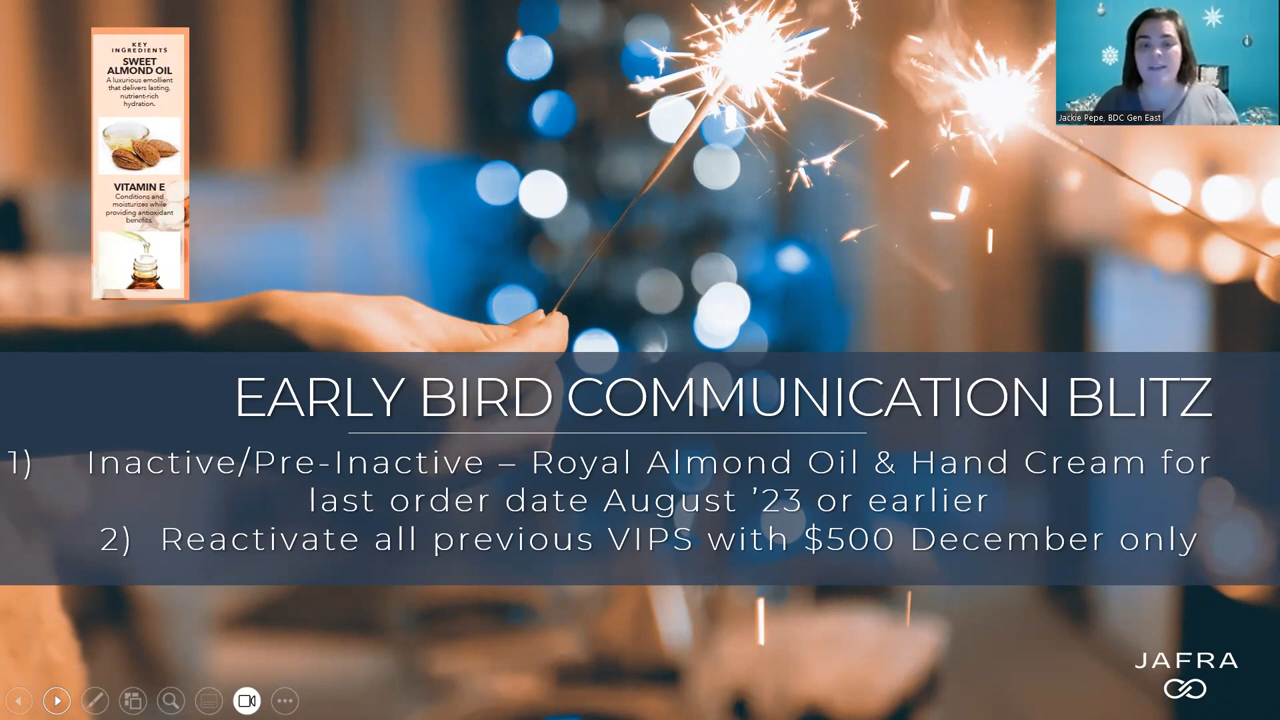 KEY
INGREDIENTS
SWEET
ALMOND OIL
A luxurious emollient
that delivers lasting,
nutrient-rich
hydration.
VITAMIN E
Conditions and
moisturizes while
providing antioxidant
benefits.
Jackie Pepe, BDC Gen East
EARLY BIRD COMMUNICATION BLITZ
1) Inactive/Pre-Inactive – Royal Almond Oil & Hand Cream for
last order date August ’23 or earlier
2) Reactivate all previous VIPS with $500 December only
JAFRA